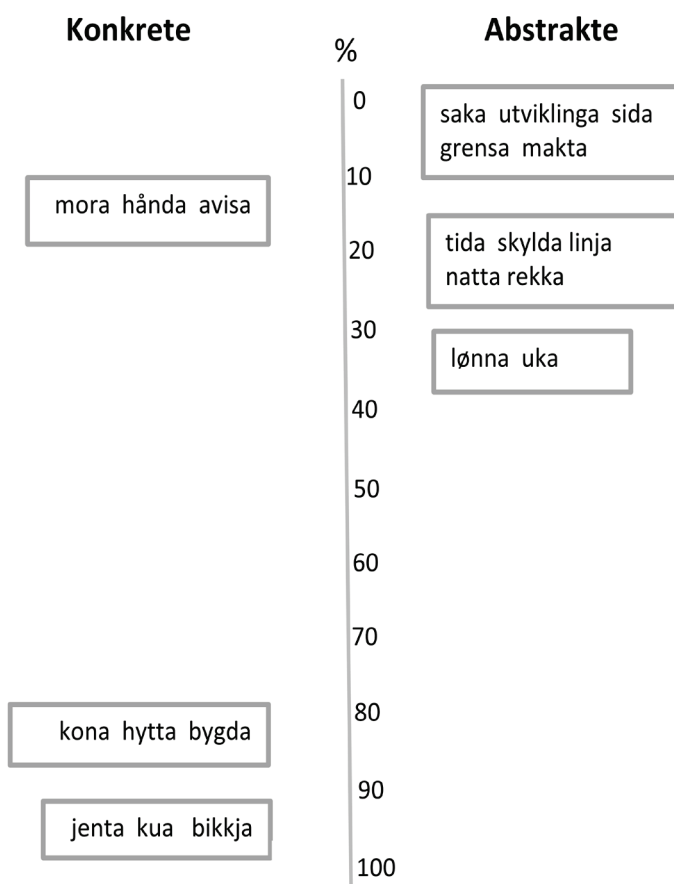 Konkrete
%
Abstrakte
0
saka utviklinga sida
grensa makta
10
mora hånda avisa
20
tida skylda linja
natta rekka
30
lønna uka
40
50
60
70
80
kona hytta bygda
90
jenta kua bikkja
100